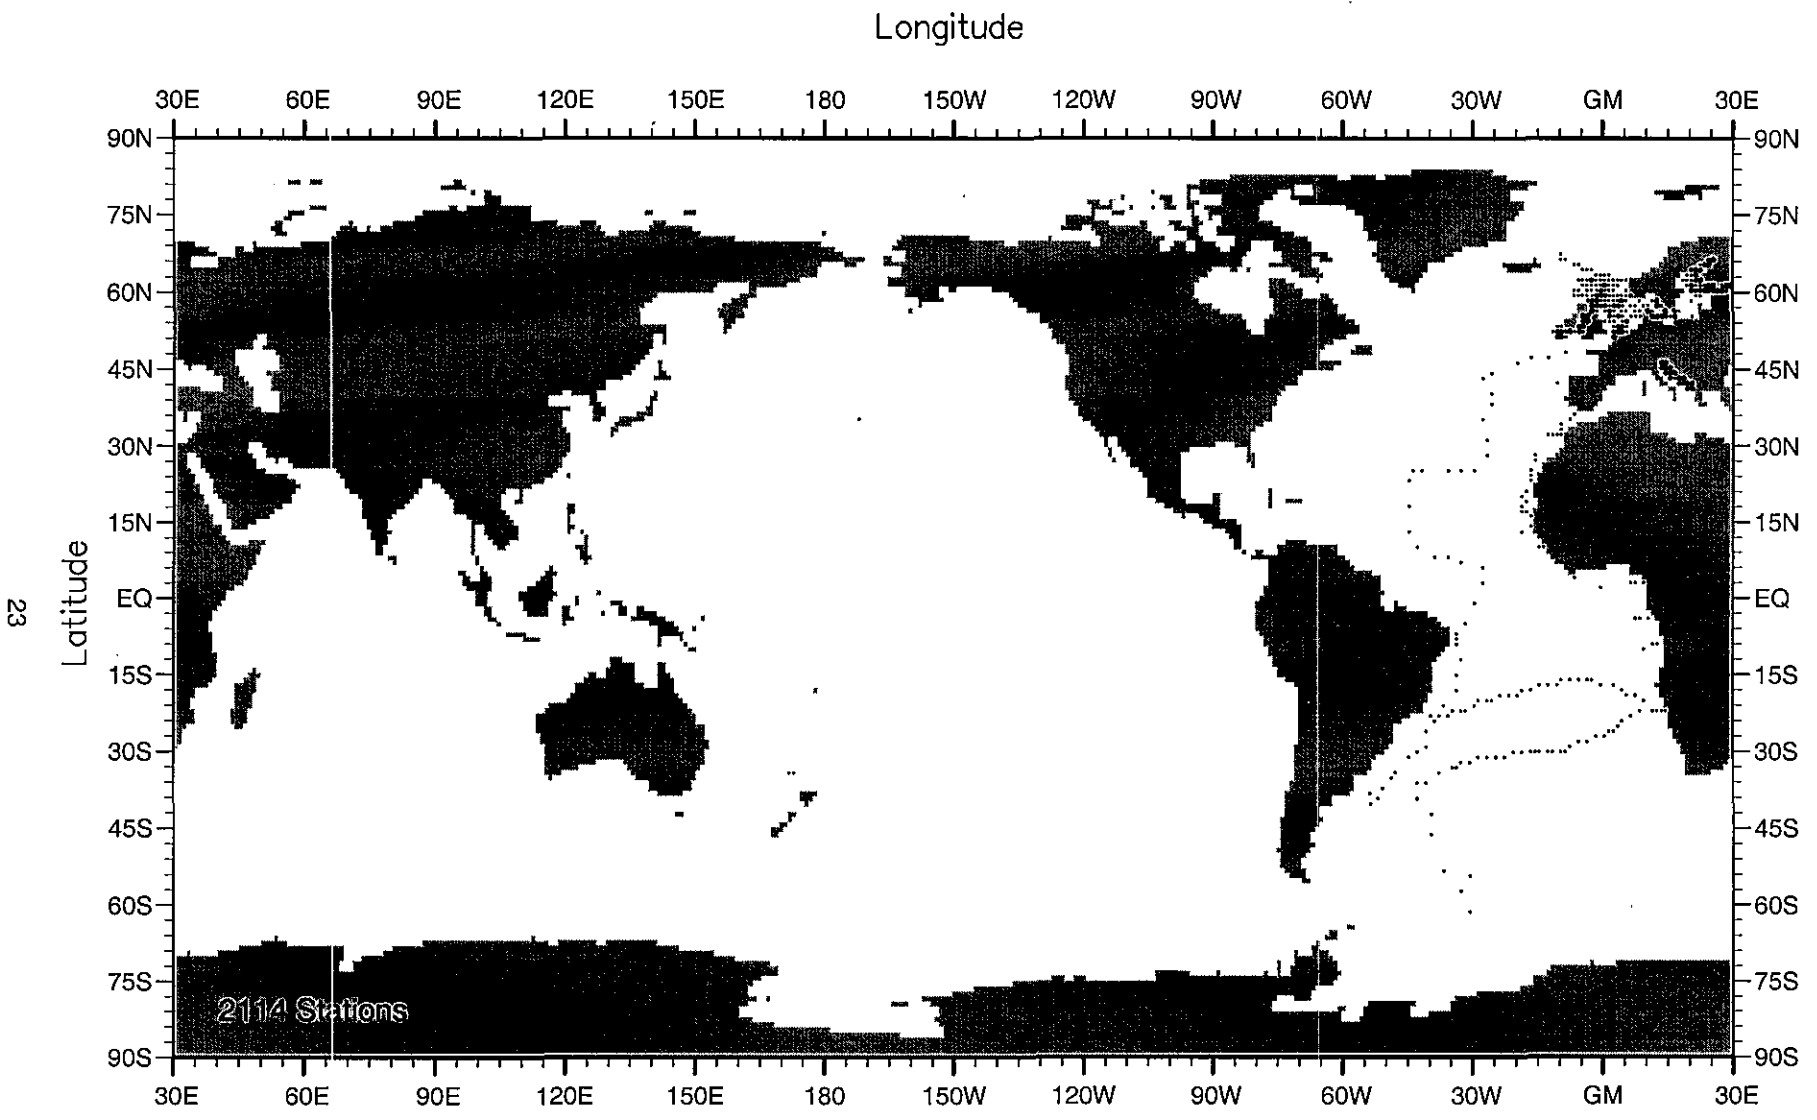 Longitude
30E 60E 90E 120E 150E 180 150W 120W 90W 60W 30W GM 30E
90N 90N
75N 75N
60N 60N
45N 45N
30N 30N
15N 15N
EQ EQ
15S 15S
30S 30S
45S 45S
60S 60S
75S 75S
90S 90S
Latitude
23
2114 Stations
30E 60E 90E 120E 150E 180 150W 120W 90W 60W 30W GM 30E